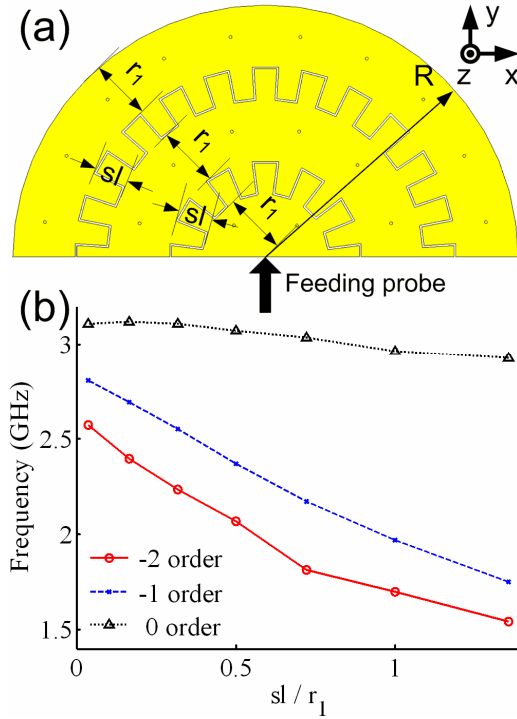 (a)
y
R
z
x
r1
r1
r1
sl
sl
Feeding probe
(b)
Frequency (GHz)
3
2.5
2
1.5
-2 order
-1 order
0 order
0
0.5
1
sl / r1